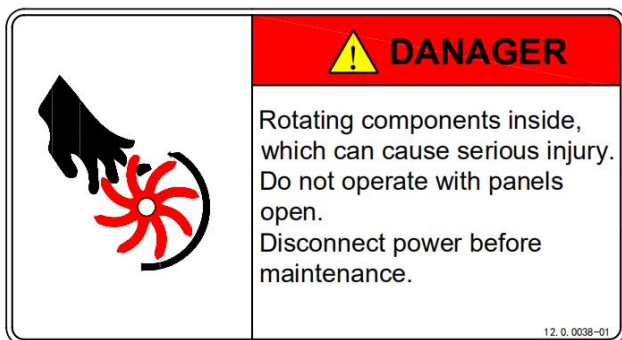 DANAGER
Rotating components inside,
which can cause serious injury.
Do not operate with panels
open.
Disconnect power before
maintenance.
12.0.0038-01